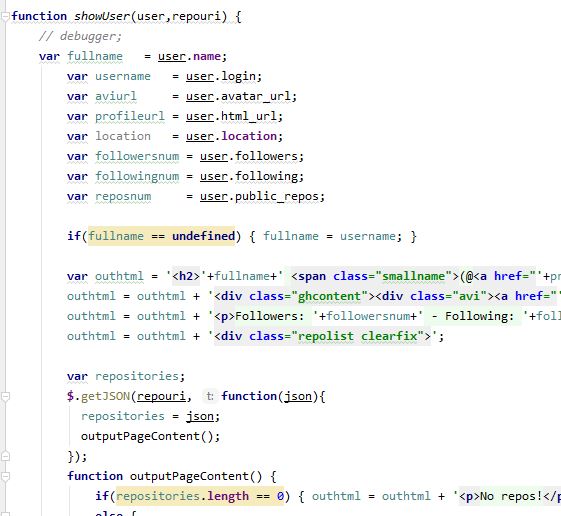 function showUser(user,repouri) {
// debugger;
var fullname = user.name;
var username = user.login;
var aviurl = user.avatar_url;
var profileurl = user.html_url;
var location = user.location;
var followersnum = user.followers;
var followingnum = user.following;
var reposnum = user.public_repos;
if(fullname == undefined) { fullname = username; }
var outhtml = '<h2>'+fullname+' <span class="smallname">(@<a href="'+pr
outhtml = outhtml + '<div class="ghcontent"><div class="avi"><a href="'
outhtml = outhtml + '<p>Followers: '+followersnum+' - Following: '+foll
outhtml = outhtml + '<div class="repolist clearfix">';
var repositories;
$.getJSON(repouri, t: function(json){
repositories = json;
outputPageContent();
});
function outputPageContent() {
if(repositories.length == 0) { outhtml = outhtml + '<p>No repos!</p
else {